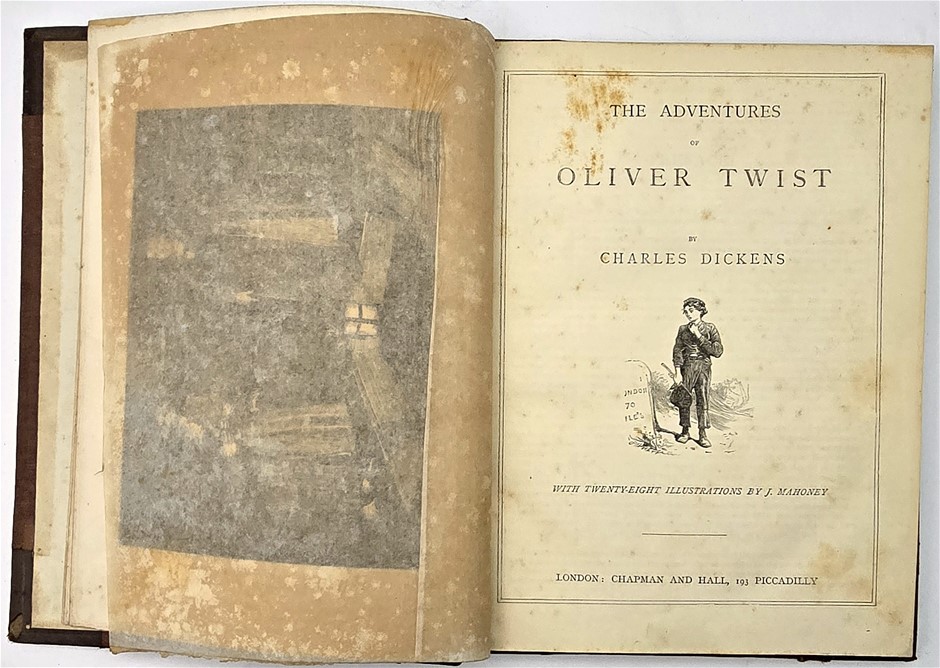 THE ADVENTURES
OF
OLIVER TWIST
BY
CHARLES DICKENS
70
WITH TWENTY-EIGHT ILLUSTRATIONS BY J. MAHONEY
LONDON: CHAPMAN AND HALL, 193 PICCADILLY